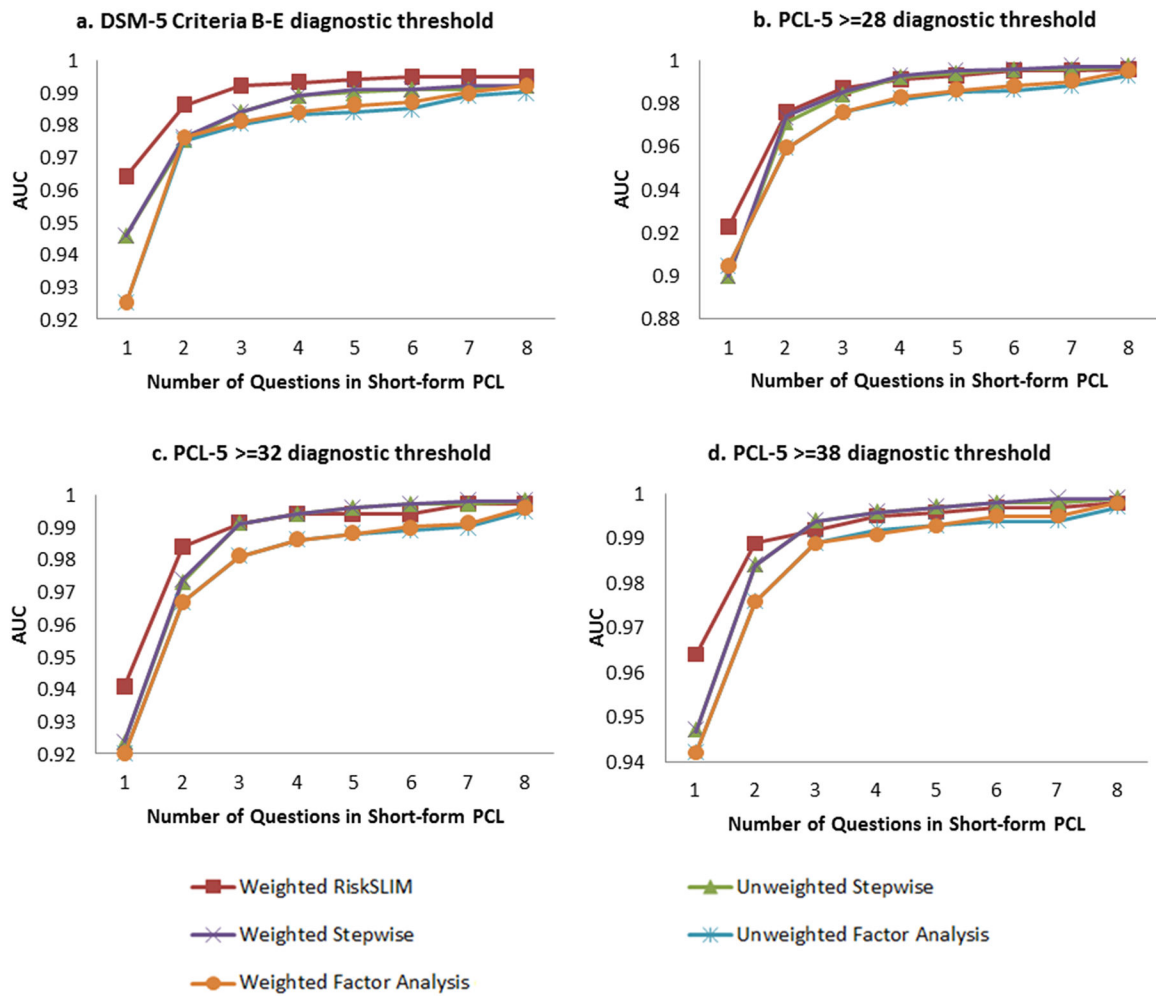 a. DSM-5 Criteria B-E diagnostic threshold
AUC
1
0.99
0.98
0.97
0.96
0.95
0.94
0.93
0.92
1 2 3 4 5 6 7 8
Number of Questions in Short-form PCL
b. PCL-5 >=28 diagnostic threshold
AUC
1
0.98
0.96
0.94
0.92
0.9
0.88
1 2 3 4 5 6 7 8
Number of Questions in Short-form PCL
c. PCL-5 >=32 diagnostic threshold
AUC
1
0.99
0.98
0.97
0.96
0.95
0.94
0.93
0.92
1 2 3 4 5 6 7 8
Number of Questions in Short-form PCL
d. PCL-5 >=38 diagnostic threshold
AUC
1
0.99
0.98
0.97
0.96
0.95
0.94
1 2 3 4 5 6 7 8
Number of Questions in Short-form PCL
Weighted RiskSLIM
Unweighted Stepwise
Weighted Stepwise
Unweighted Factor Analysis
Weighted Factor Analysis